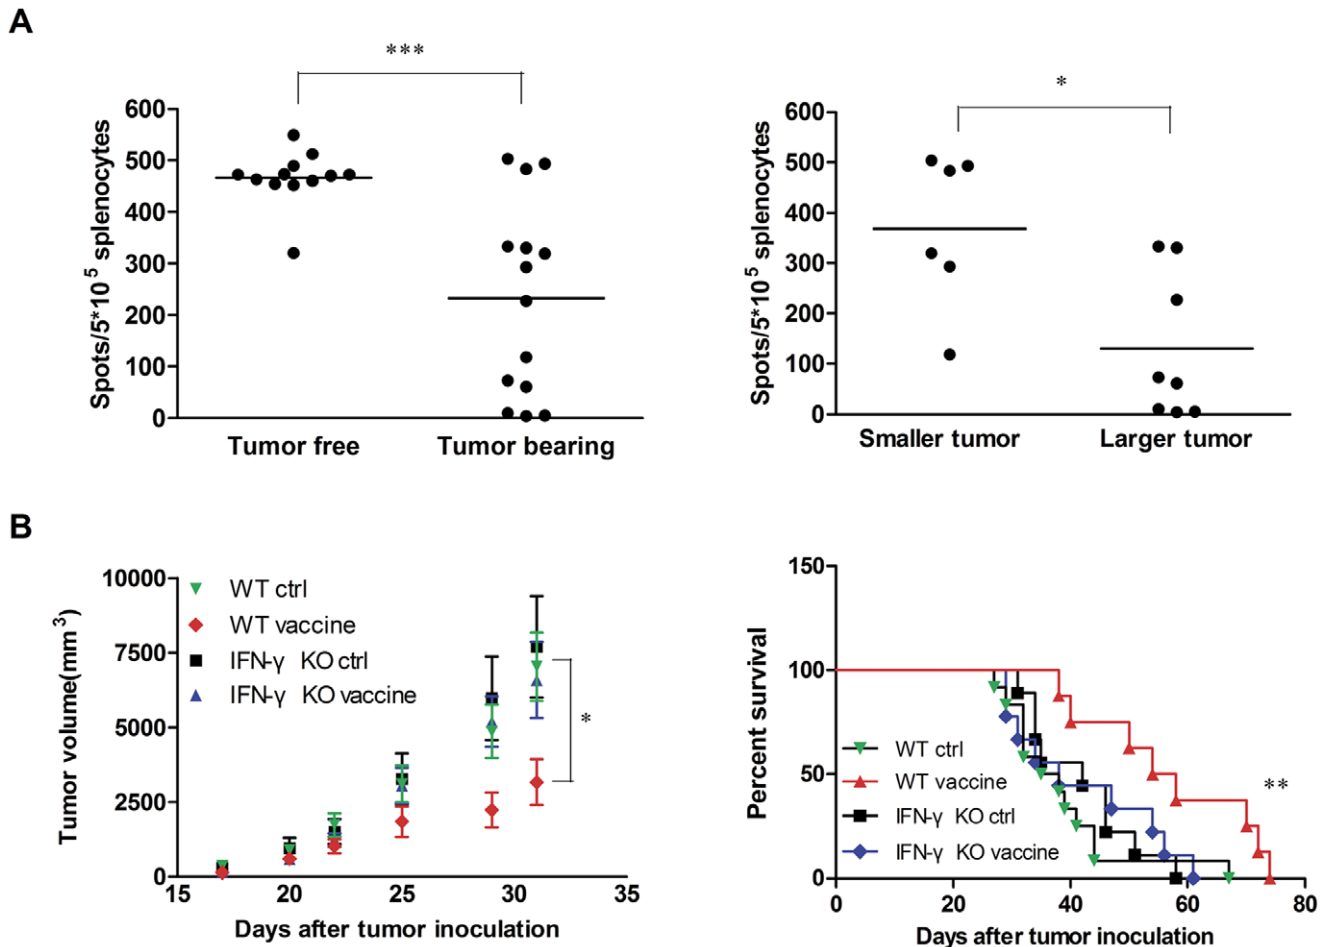 A
***
600
500
400
300
200
100
0
Spots/5*10 5 splenocytes
Tumor free
Tumor bearing
*
600
500
400
300
200
100
0
Spots/5*10 5 splenocytes
Smaller tumor
Larger tumor
B
10000
7500
5000
2500
0
Tumor volume(mm 3)
WT ctrl
WT vaccine
IFN-γ KO ctrl
IFN-γ KO vaccine
*
15
20
25
30
35
Days after tumor inoculation
150
100
50
0
Percent survival
WT ctrl
WT vaccine
IFN-γ KO ctrl
IFN-γ KO vaccine
**
0
20
40
60
80
Days after tumor inoculation